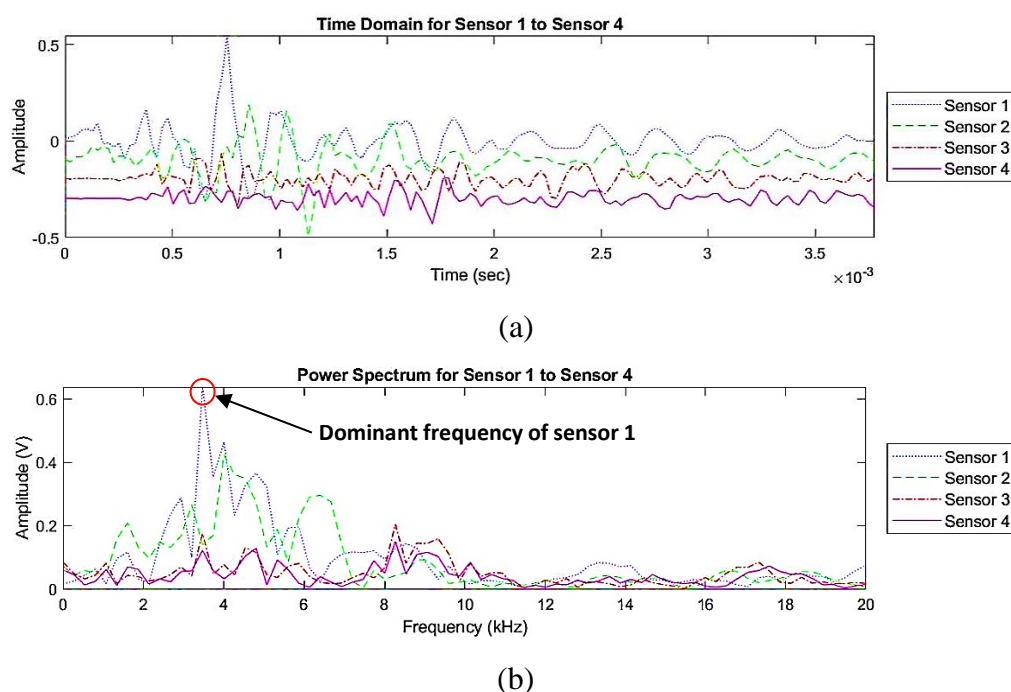 Time Domain for Sensor 1 to Sensor 4
Amplitude
0.5
0
-0.5
0 0.5 1 1.5 2 2.5 3 3.5
Time (sec)
×10⁻³
Sensor 1
Sensor 2
Sensor 3
Sensor 4
(a)
Power Spectrum for Sensor 1 to Sensor 4
Amplitude (V)
0.6
0.4
0.2
0
Dominant frequency of sensor 1
0 2 4 6 8 10 12 14 16 18 20
Frequency (kHz)
Sensor 1
Sensor 2
Sensor 3
Sensor 4
(b)